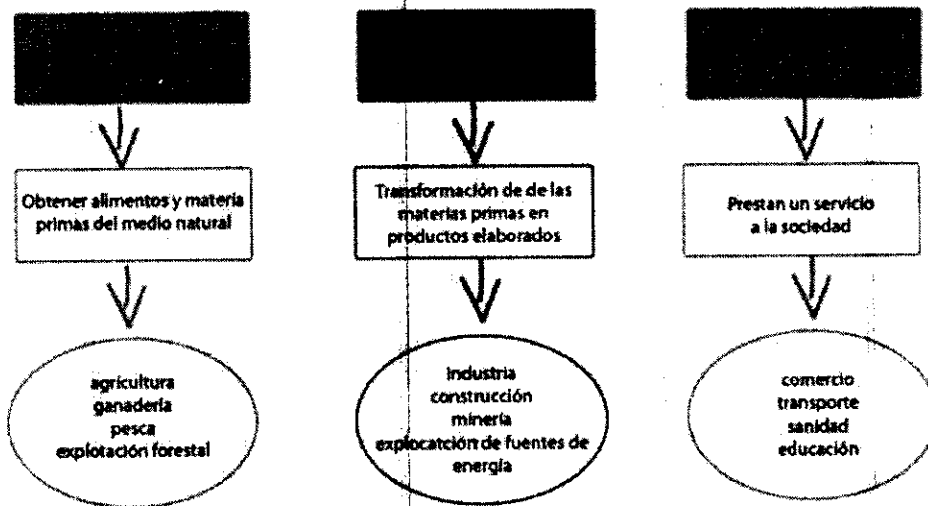 Obtener alimentos y materia
primas del medio natural
Transformación de de las
materias primas en
productos elaborados
Prestan un servicio
a la sociedad
agricultura
ganadería
pesca
explotación forestal
industria
construcción
minería
explocatción de fuentes de
energía
comercio
transporte
sanidad
educación